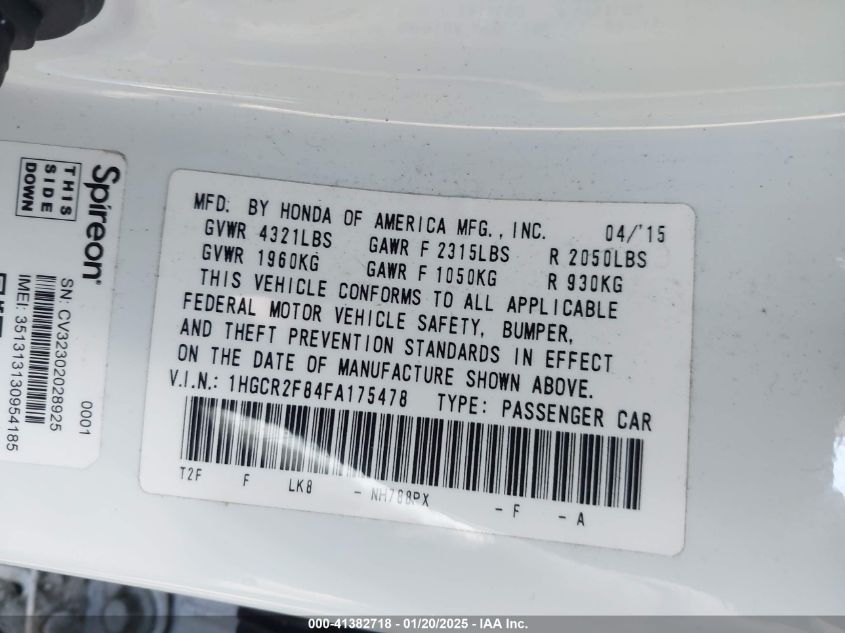 MFD. BY HONDA OF AMERICA MFG., INC. 04/'15
GVWR 4321LBS GAWR F 2315LBS R 2050LBS
GVWR 1960KG GAWR F 1050KG R 930KG
THIS VEHICLE CONFORMS TO ALL APPLICABLE
FEDERAL MOTOR VEHICLE SAFETY, BUMPER,
AND THEFT PREVENTION STANDARDS IN EFFECT
ON THE DATE OF MANUFACTURE SHOWN ABOVE.
V.I.N.: 1HGCR2F84FA175478 TYPE: PASSENGER CAR
T2F F LK8 - NH788PX - F - A
Spireon®
THIS
SIDE
DOWN
SN: CV32302028925 0001
IMEI: 351313130954185
000-41382718 - 01/20/2025 - IAA Inc.